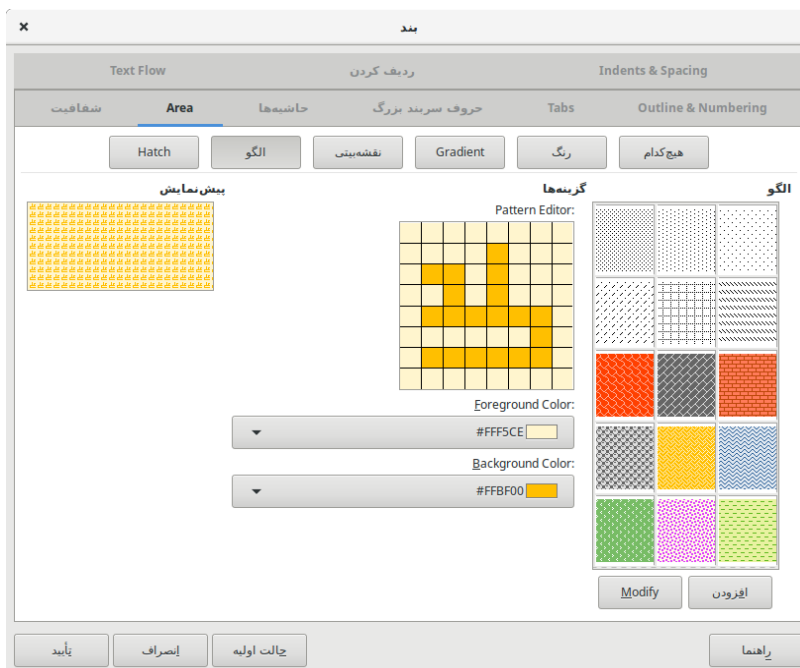 بند
Indents & Spacing ردیف کردن Text Flow
Outline & Numbering Tabs حروف سربند بزرگ حاشیه‌ها Area شفافیت
هیچ‌کدام رنگ Gradient نقشه‌بیتی الگو Hatch
الگو گزینه‌ها پیش‌نمایش
Pattern Editor:
Foreground Color:
#FFF5CE
Background Color:
#FFBF00
افزودن Modify
راهنما حالت اولیه اِنصراف تأیید